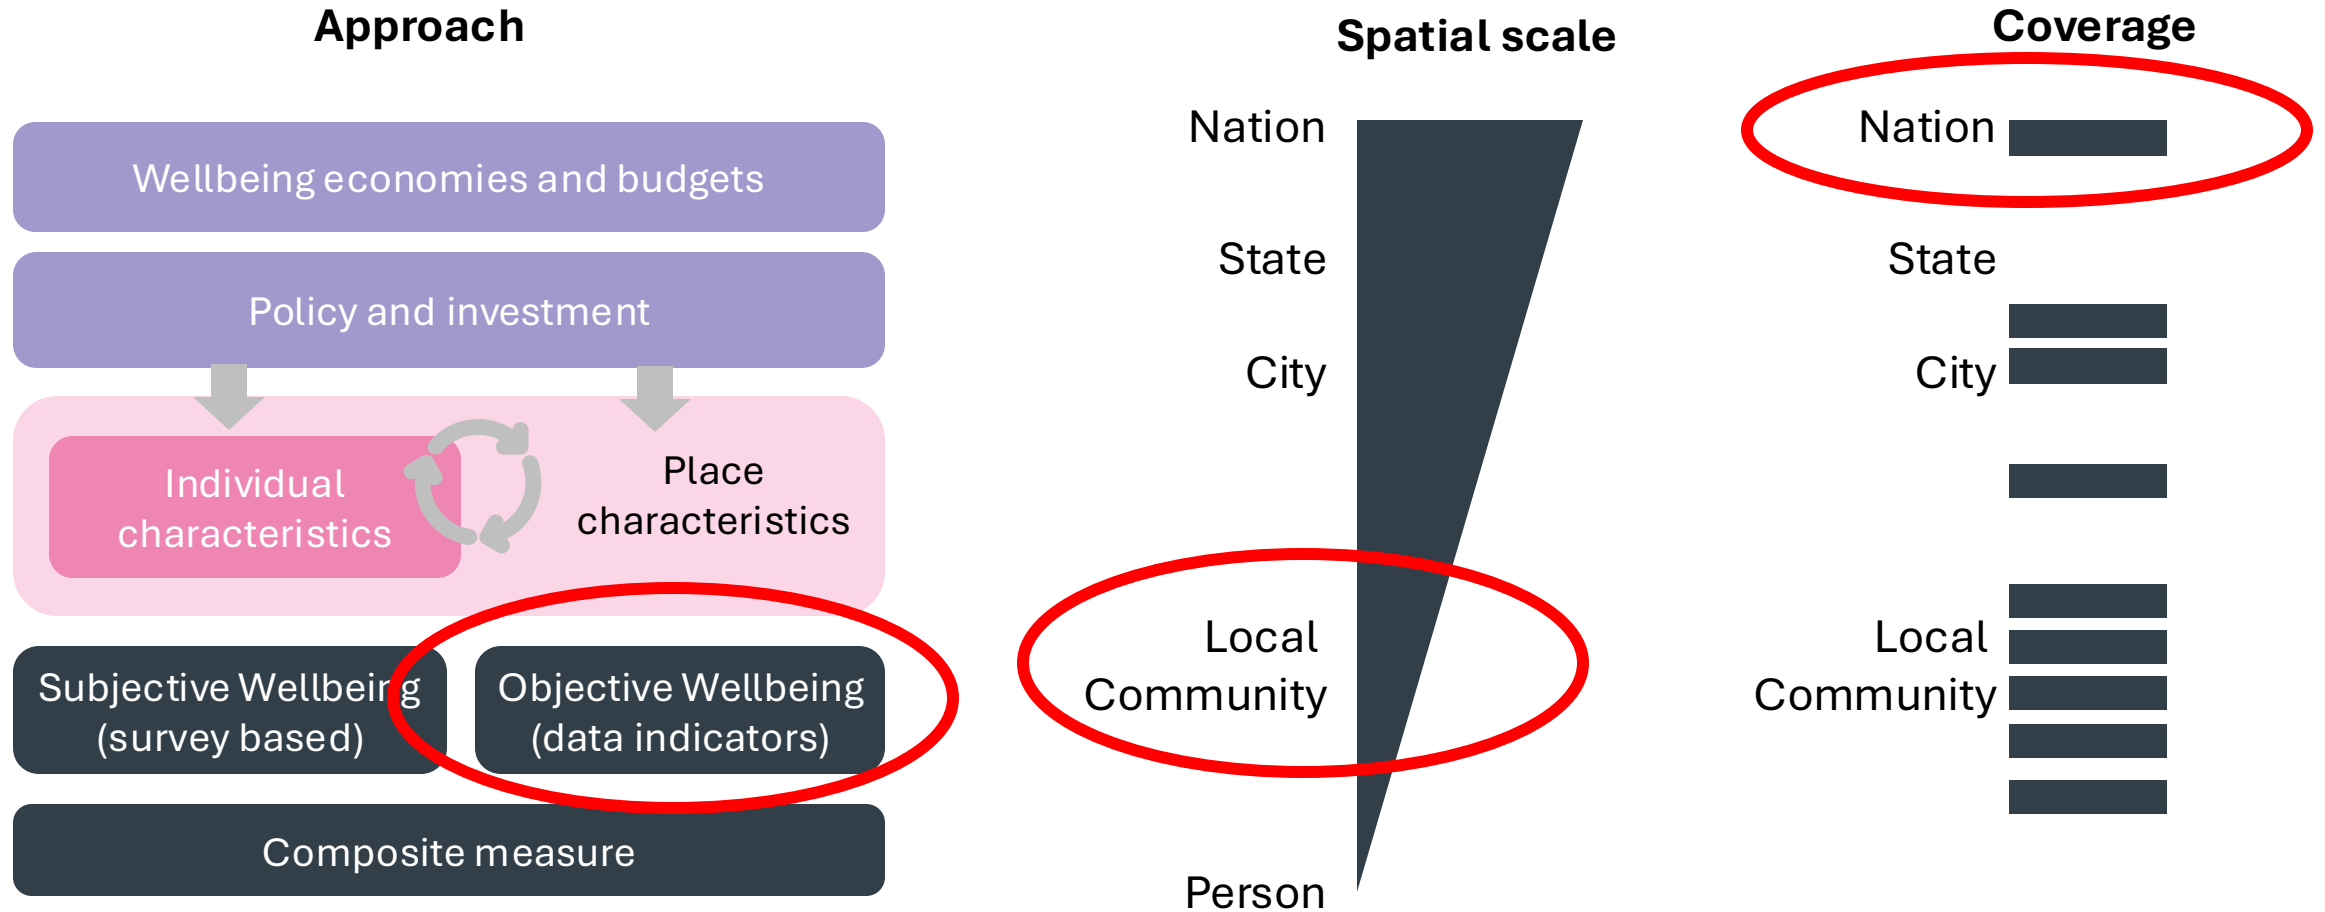 Approach
Wellbeing economies and budgets
Policy and investment
Individual
characteristics
Place
characteristics
Subjective Wellbeing
(survey based)
Objective Wellbeing
(data indicators)
Composite measure
Spatial scale
Nation
State
City
Local
Community
Person
Coverage
Nation
State
City
Local
Community